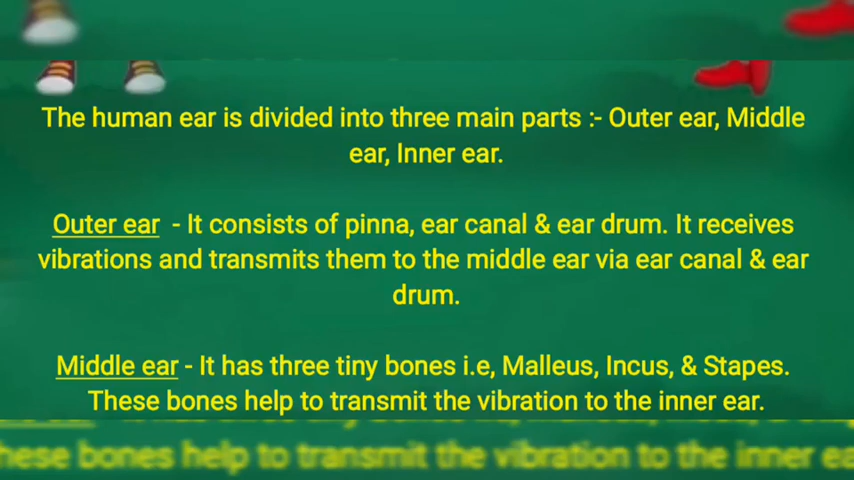 The human ear is divided into three main parts :- Outer ear, Middle
ear, Inner ear.
Outer ear - It consists of pinna, ear canal & ear drum. It receives
vibrations and transmits them to the middle ear via ear canal & ear
drum.
Middle ear - It has three tiny bones i.e, Malleus, Incus, & Stapes.
These bones help to transmit the vibration to the inner ear.
hese bones help to transmit the vibration to the inner ea